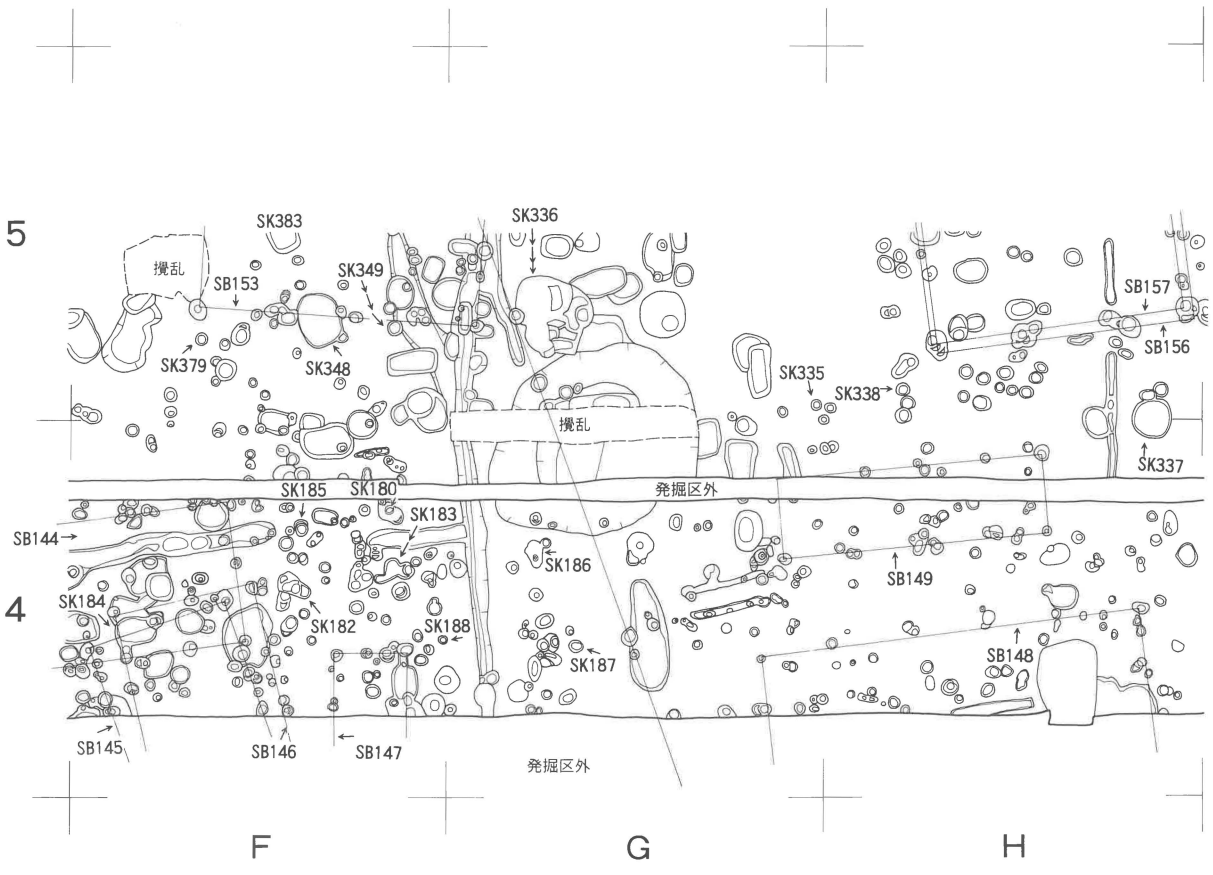 SK336
SK383
5
攪乱
SK349
SB153
SB157
SB156
SK379
SK348
SK335
SK338
攪乱
SK337
発掘区外
SK185
SK180
SK183
SB144
SK186
SB149
SK184
4
SK182
SK188
SK187
SB148
SB145
SB146
SB147
発掘区外
F
G
H